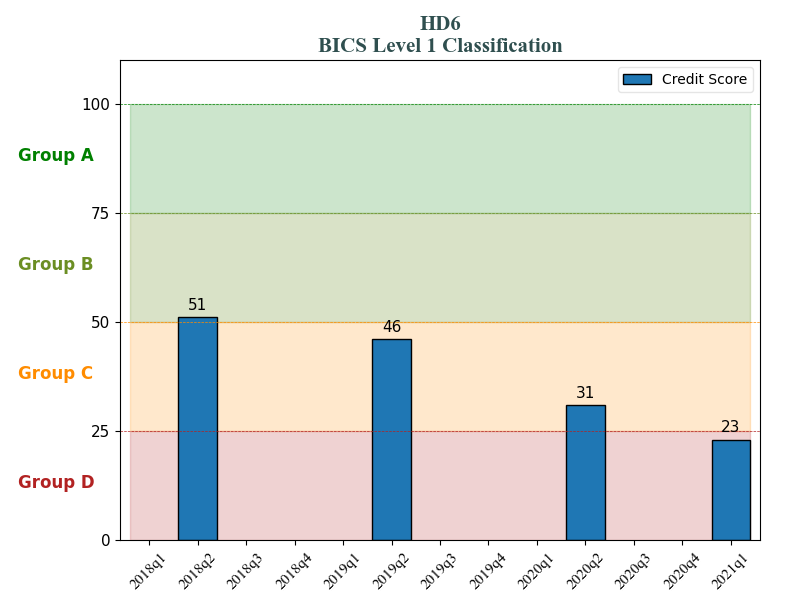 HD6
BICS Level 1 Classification
Credit Score
100
Group A
75
Group B
50
51
46
Group C
31
25
23
Group D
0
2018q1 2018q2 2018q3 2018q4 2019q1 2019q2 2019q3 2019q4 2020q1 2020q2 2020q3 2020q4 2021q1